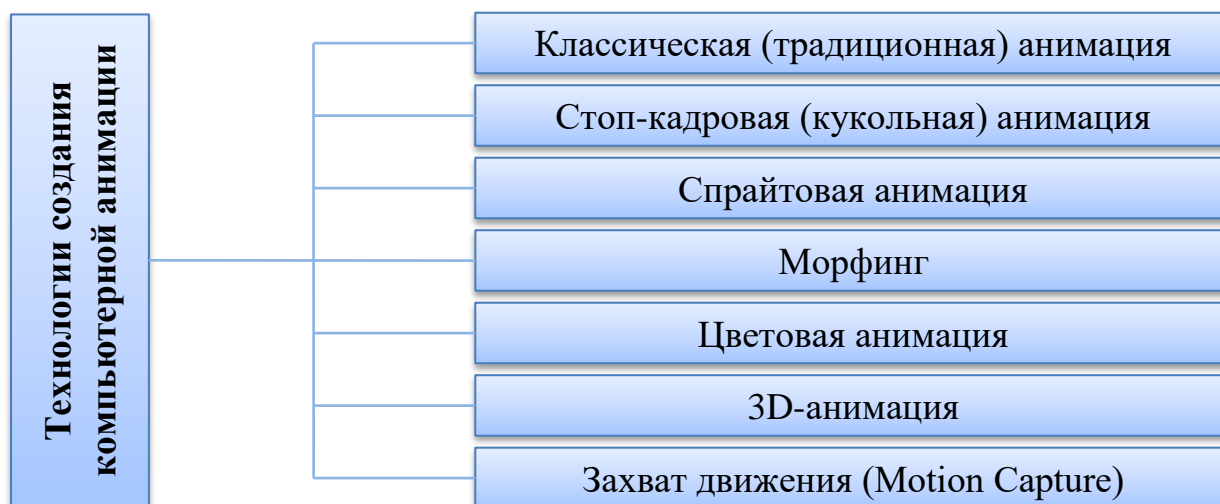 Технологии создания
компьютерной анимации
Классическая (традиционная) анимация
Стоп-кадровая (кукольная) анимация
Спрайтовая анимация
Морфинг
Цветовая анимация
3D-анимация
Захват движения (Motion Capture)